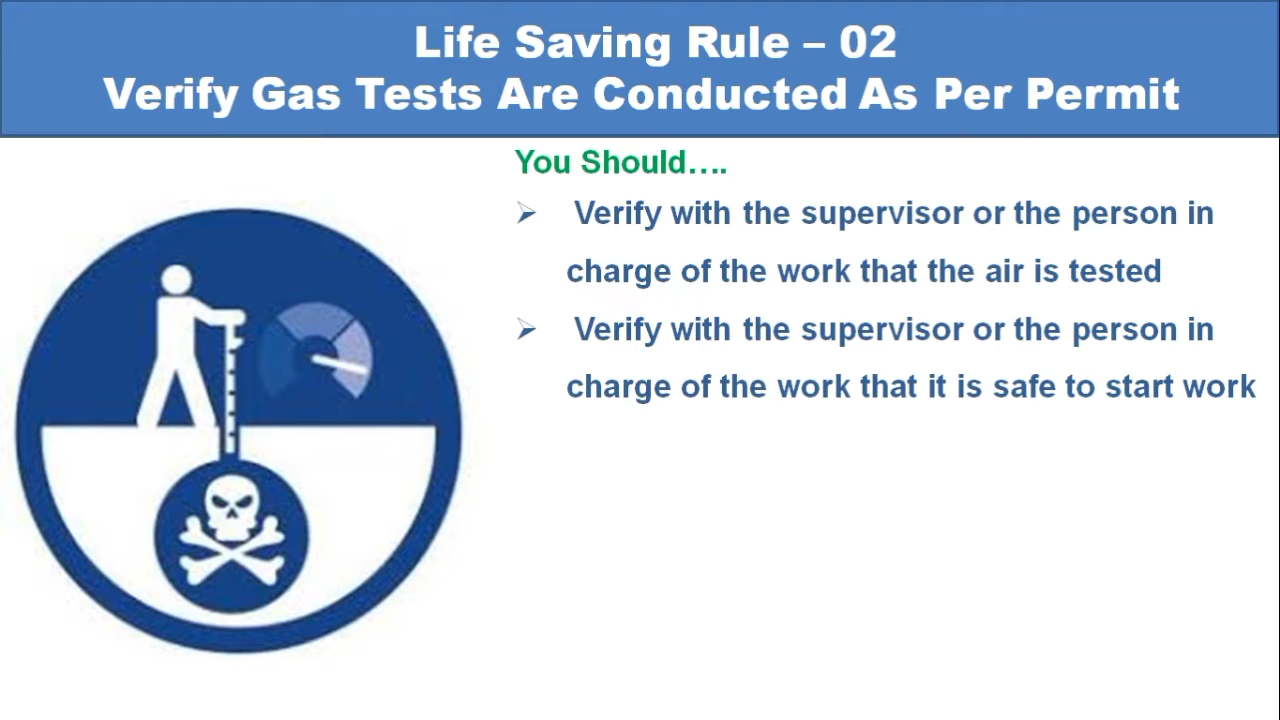 Life Saving Rule – 02
Verify Gas Tests Are Conducted As Per Permit
You Should….
➢ Verify with the supervisor or the person in
charge of the work that the air is tested
➢ Verify with the supervisor or the person in
charge of the work that it is safe to start work